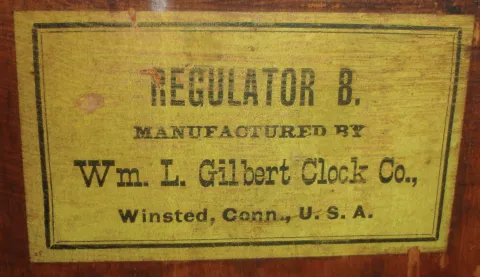 REGULATOR B.
MANUFACTURED BY
Wm. L. Gilbert Clock Co.,
Winsted, Conn., U. S. A.